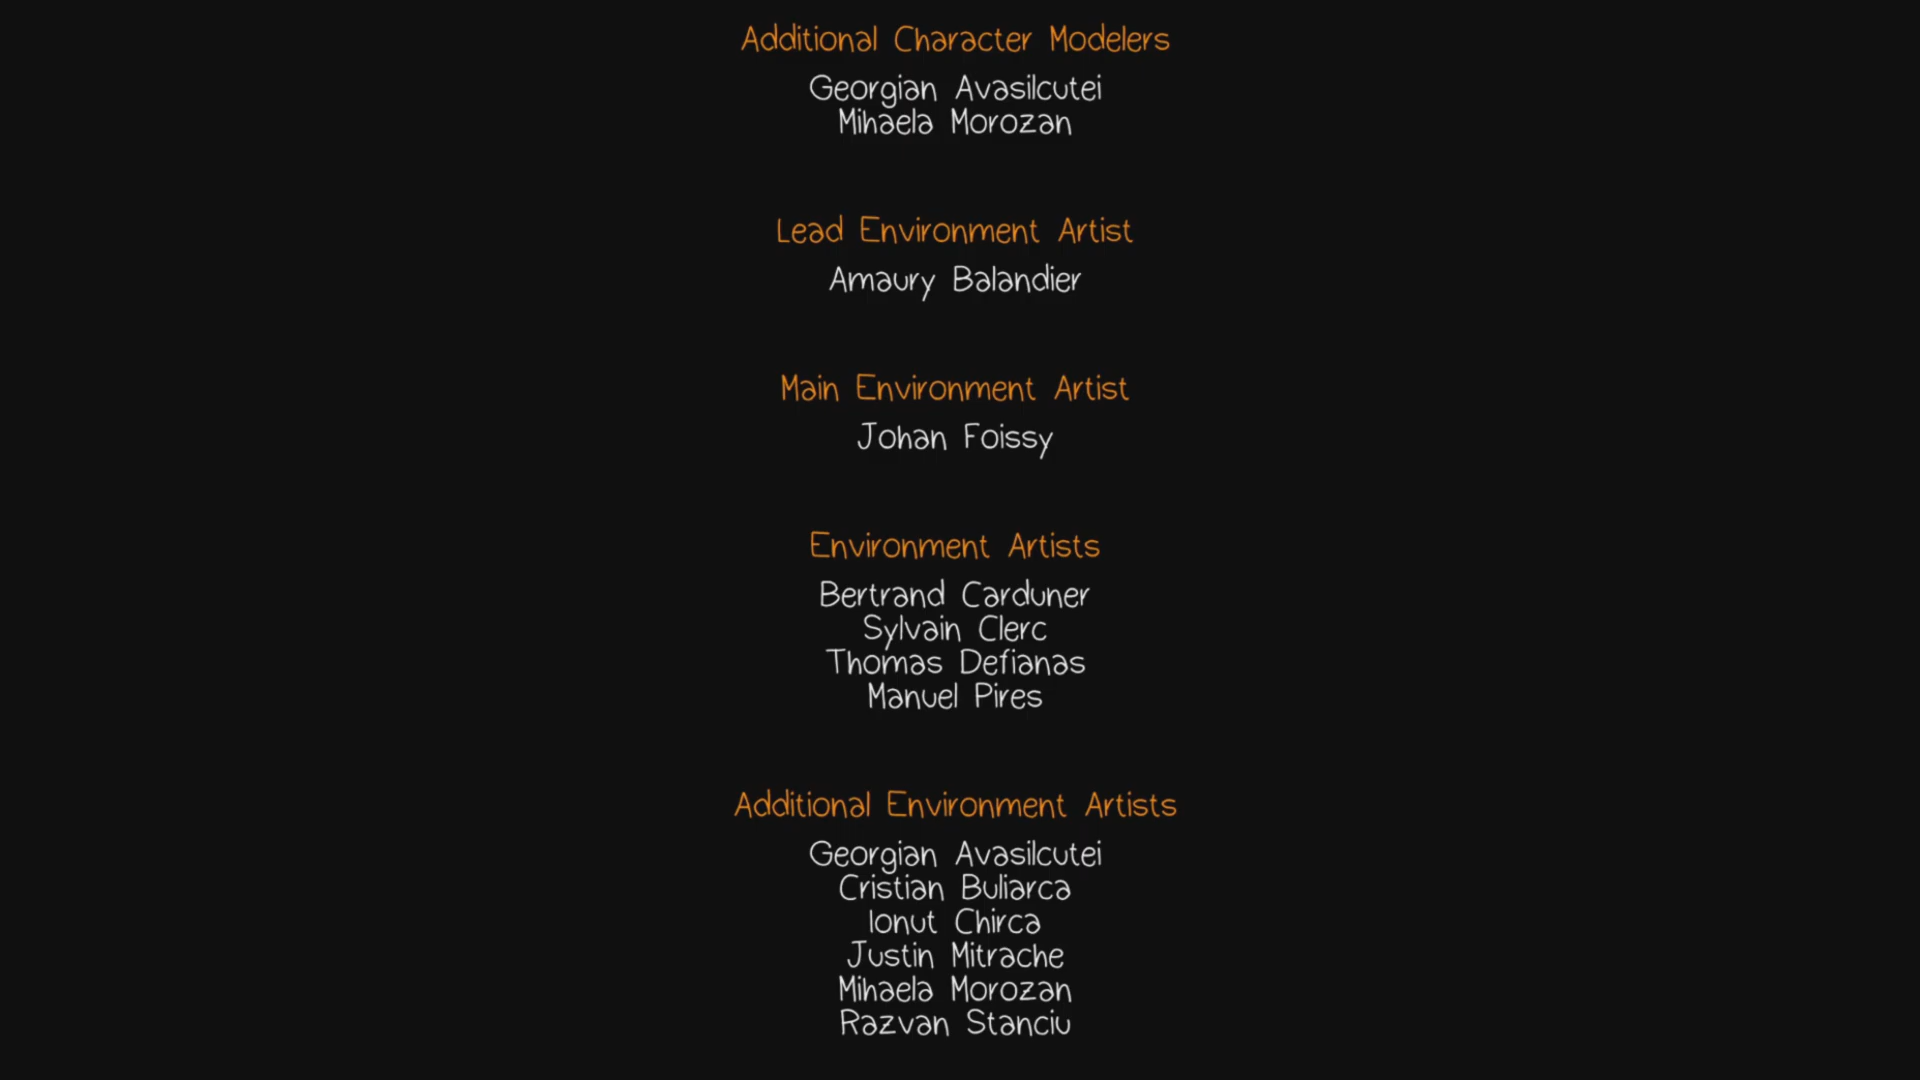 Additional Character Modelers
Georgian Avasilcutei
Mihaela Morozan
Lead Environment Artist
Amaury Balandier
Main Environment Artist
Johan Foissy
Environment Artists
Bertrand Carduner
Sylvain Clerc
Thomas Defianas
Manuel Pires
Additional Environment Artists
Georgian Avasilcutei
Cristian Buliarca
Ionut Chirca
Justin Mitrache
Mihaela Morozan
Razvan Stanciu